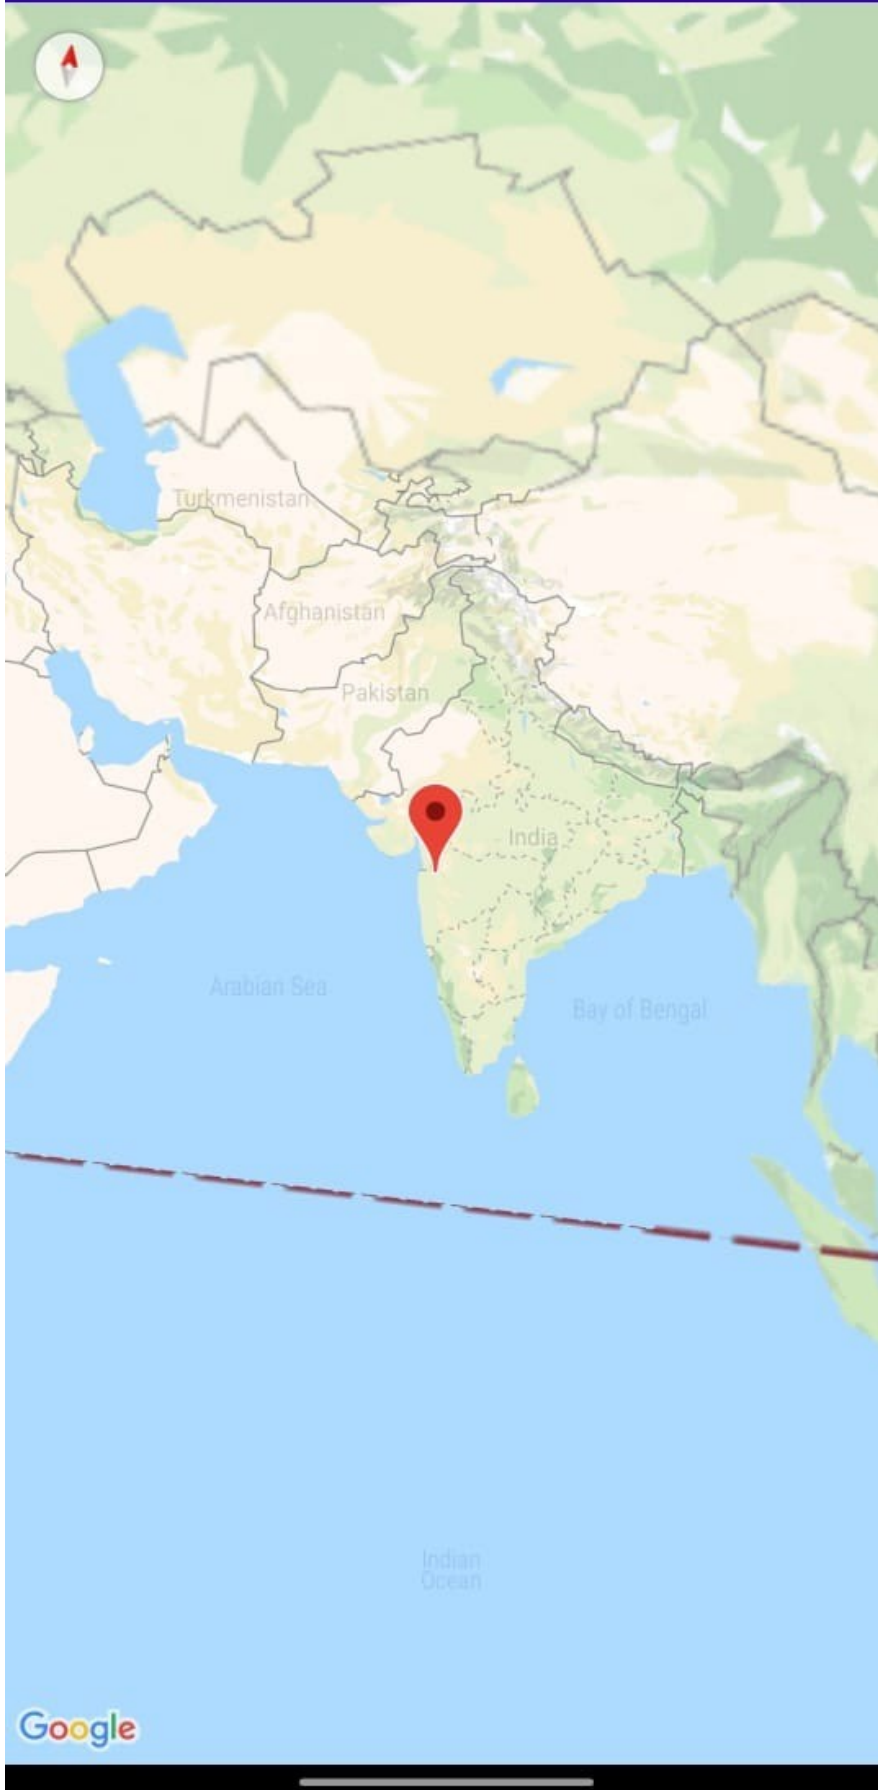 Turkmenistan
Afghanistan
Pakistan
India
Arabian Sea
Bay of Bengal
Indian
Ocean
Google